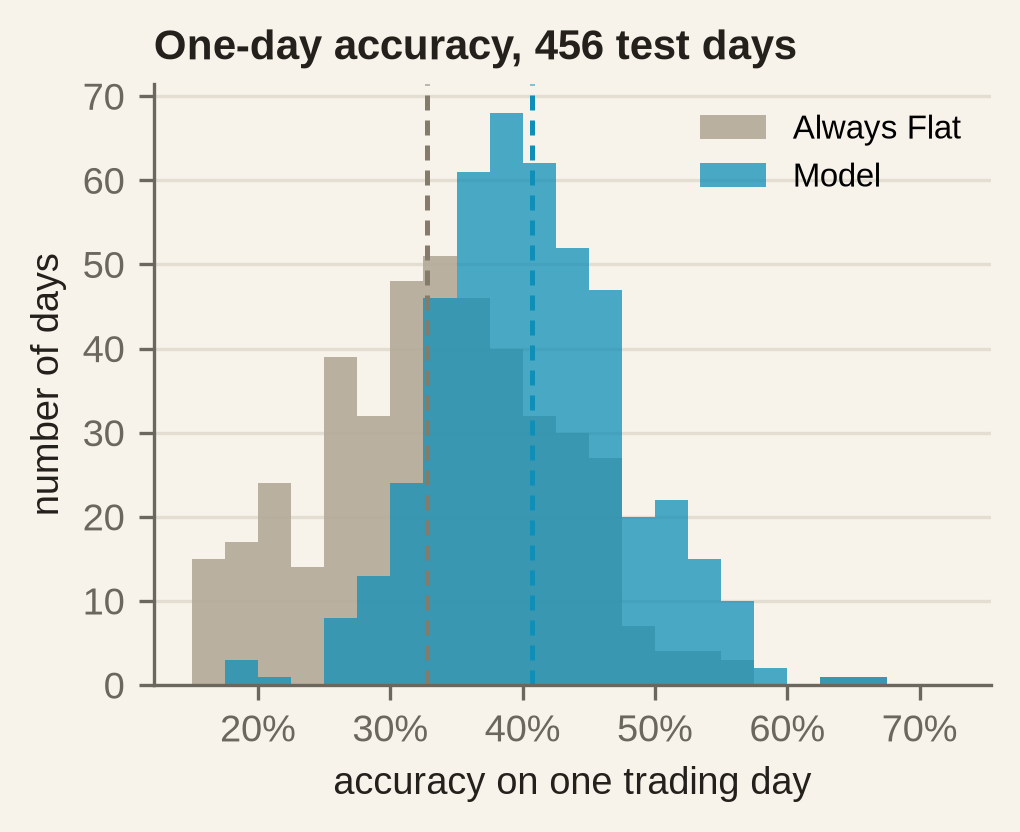 One-day accuracy, 456 test days
70
60
50
40
30
20
10
0
number of days
Always Flat
Model
20% 30% 40% 50% 60% 70%
accuracy on one trading day